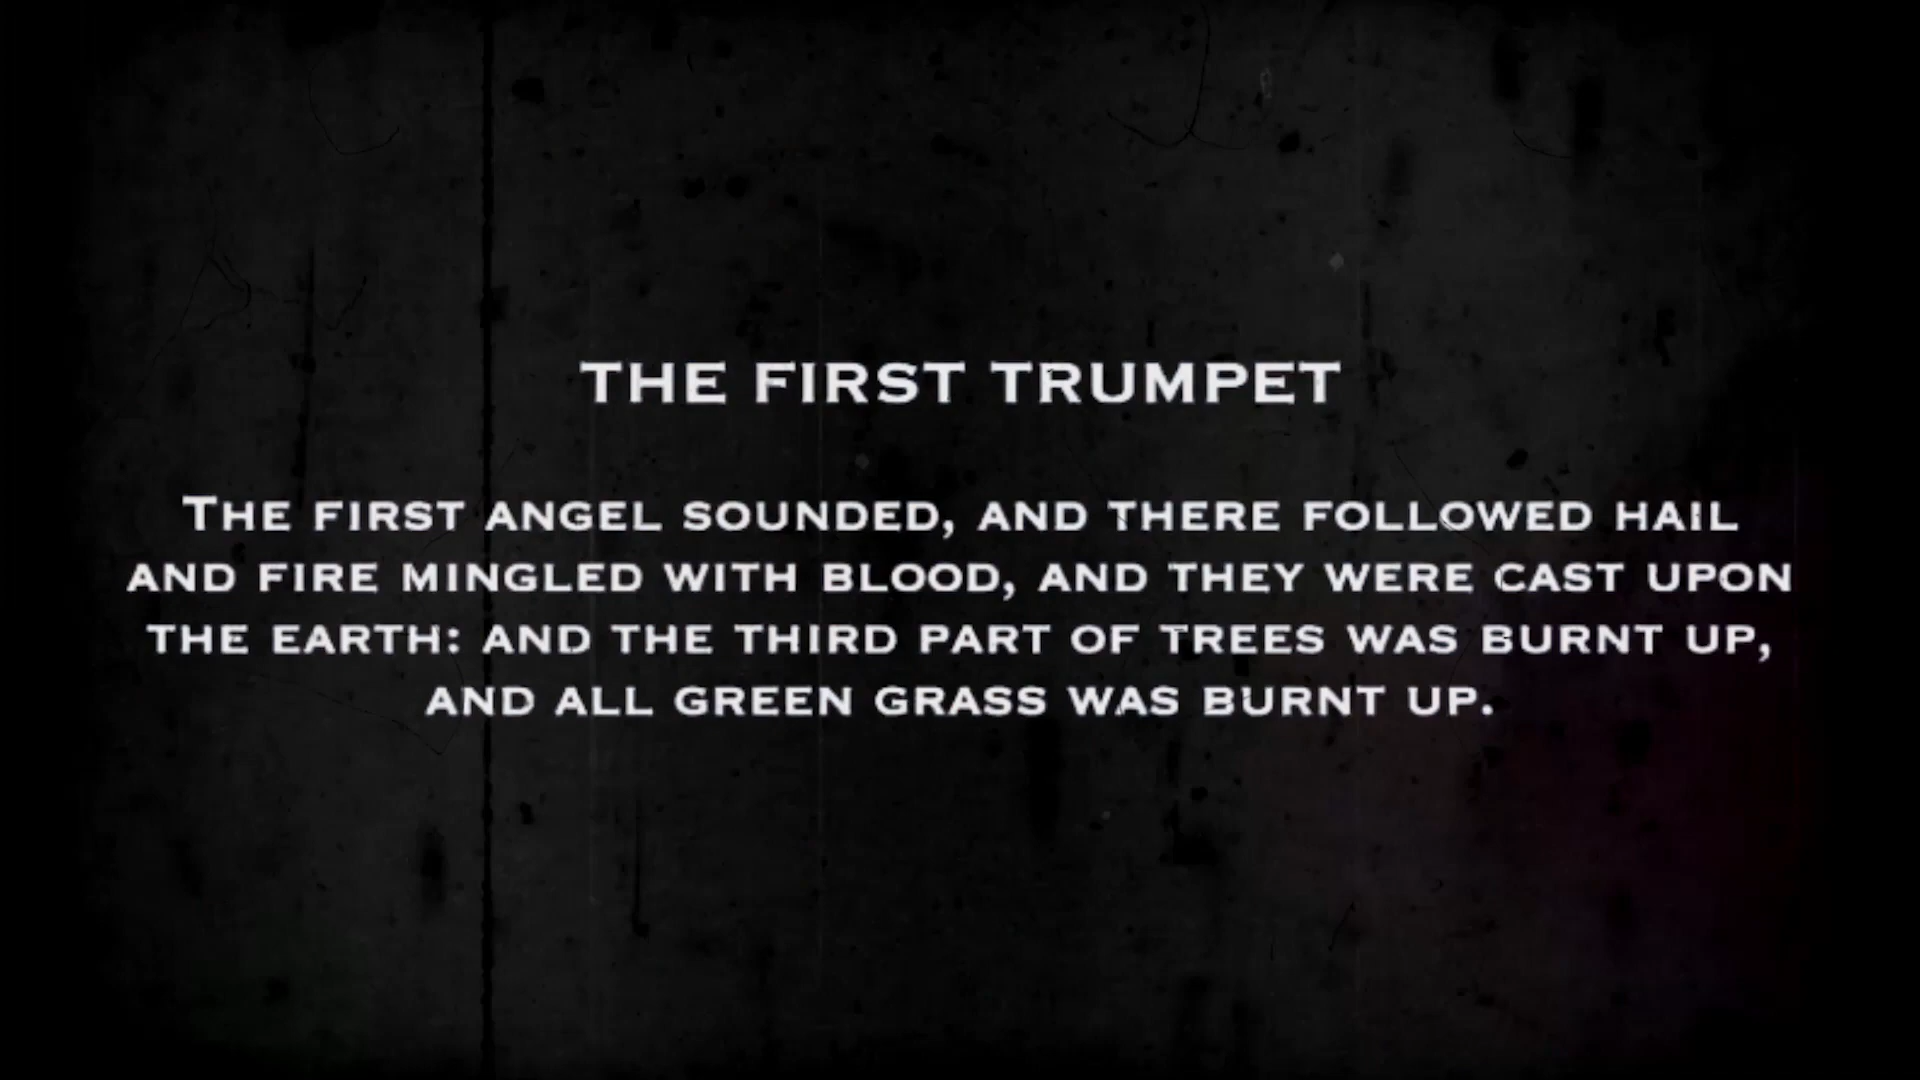 THE FIRST TRUMPET
The first angel sounded, and there followed hail
and fire mingled with blood, and they were cast upon
the earth: and the third part of trees was burnt up,
and all green grass was burnt up.